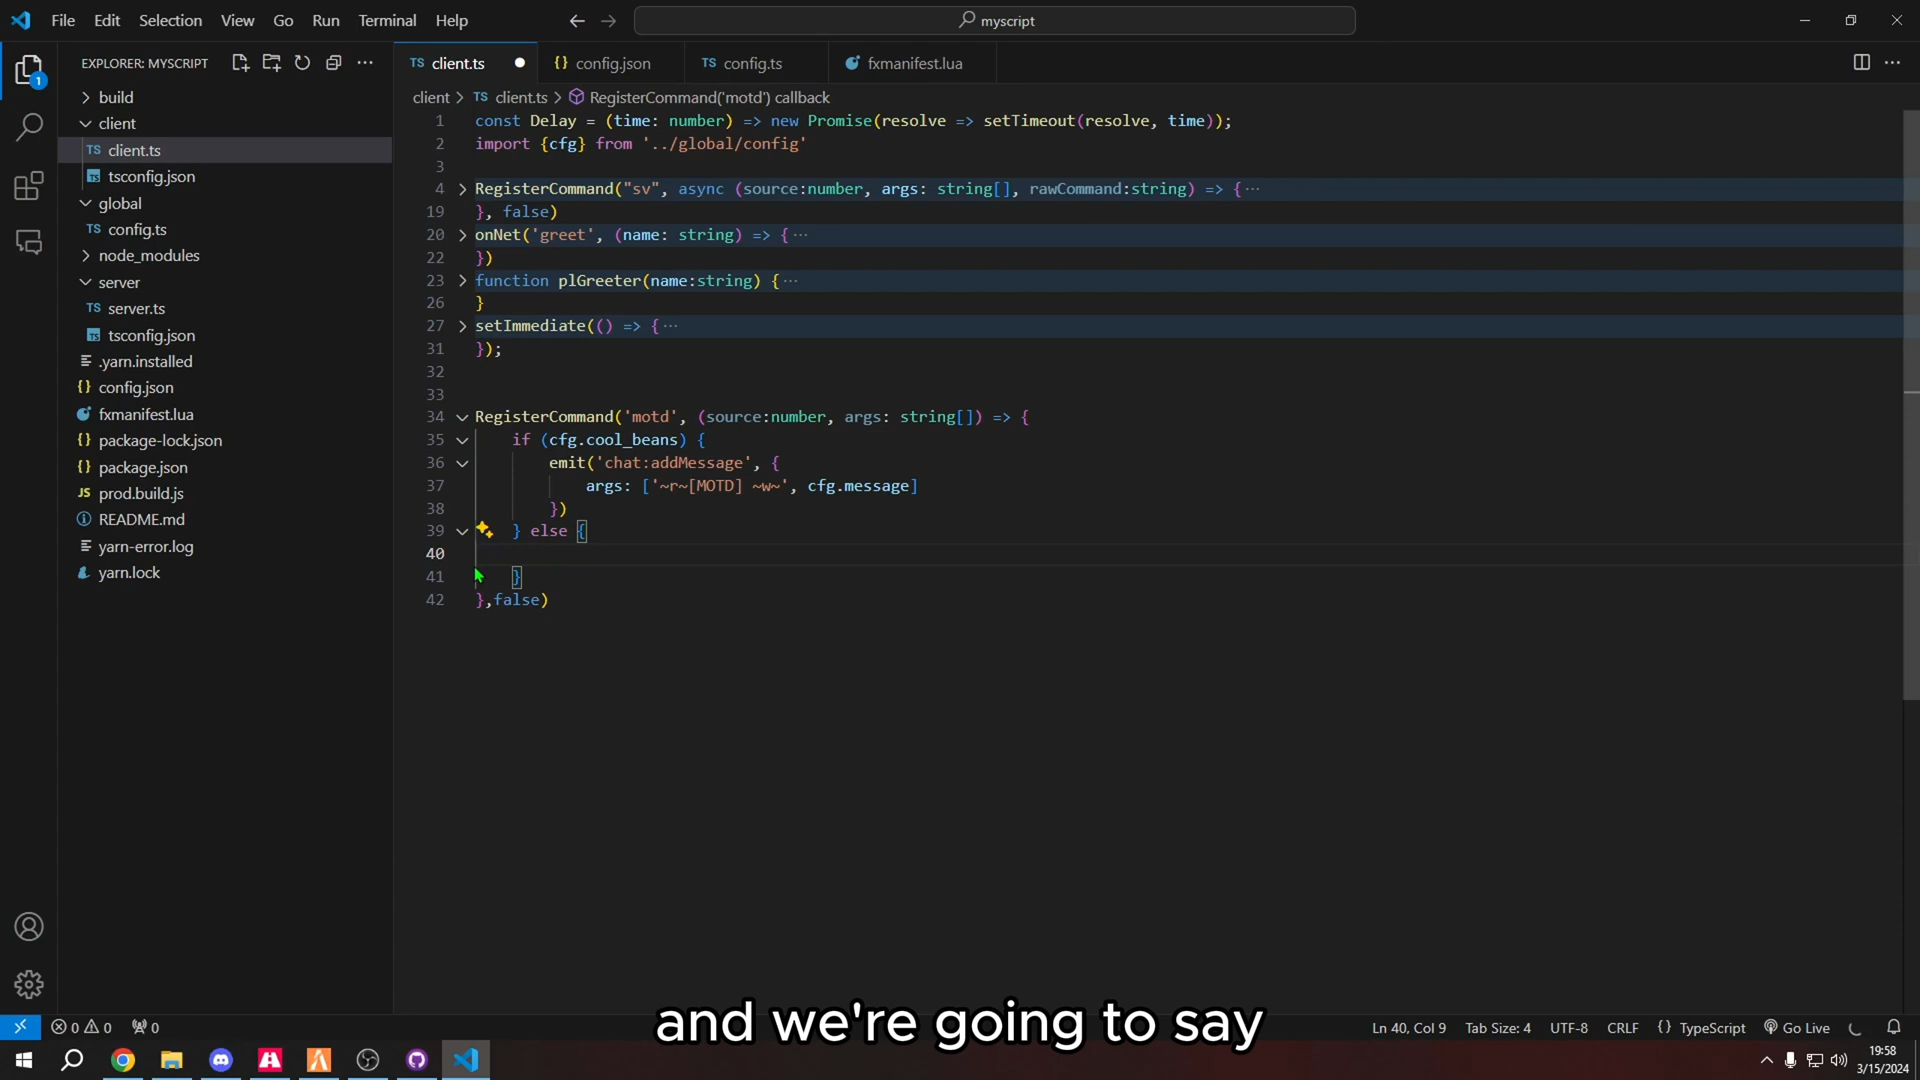 File Edit Selection View Go Run Terminal Help
myscript
EXPLORER: MYSCRIPT
1
build
client
TS client.ts
tsconfig.json
global
TS config.ts
node_modules
server
TS server.ts
tsconfig.json
.yarn.installed
{} config.json
fxmanifest.lua
{} package-lock.json
{} package.json
JS prod.build.js
README.md
yarn-error.log
yarn.lock
TS client.ts
{} config.json
TS config.ts
fxmanifest.lua
client > TS client.ts > RegisterCommand('motd') callback
1 const Delay = (time: number) => new Promise(resolve => setTimeout(resolve, time));
2 import {cfg} from '../global/config'
3
4 RegisterCommand("sv", async (source:number, args: string[], rawCommand:string) => {···
19 }, false)
20 onNet('greet', (name: string) => {···
22 })
23 function plGreeter(name:string) {···
26 }
27 setImmediate(() => {···
31 });
32
33
34 RegisterCommand('motd', (source:number, args: string[]) => {
35 if (cfg.cool_beans) {
36 emit('chat:addMessage', {
37 args: ['~r~[MOTD] ~w~', cfg.message]
38 })
39 } else {
40
41 }
42 },false)
and we're going to say
0 0 0
Ln 40, Col 9 Tab Size: 4 UTF-8 CRLF {} TypeScript Go Live
19:58
3/15/2024